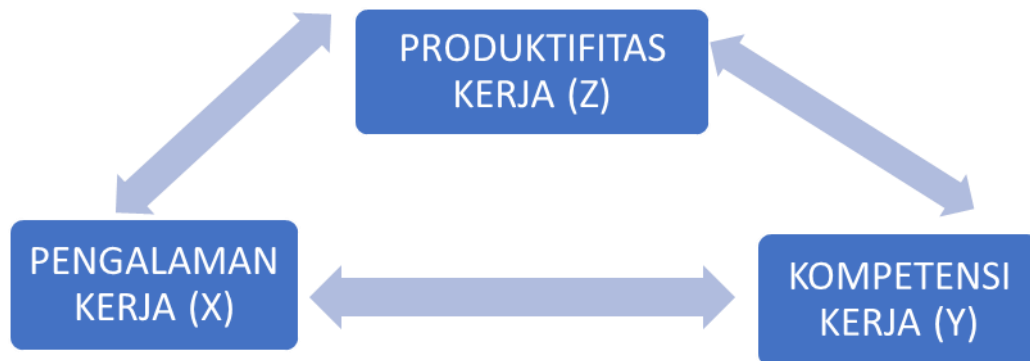 PRODUKTIFITAS
KERJA (Z)
PENGALAMAN
KERJA (X)
KOMPETENSI
KERJA (Y)